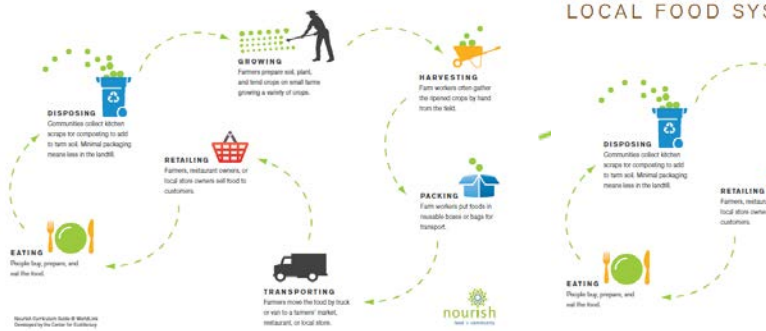 LOCAL FOOD SYS
GROWING
Farmers prepare soil, plant,
and tend crops on small farms
growing a variety of crops.
HARVESTING
Farm workers often gather
the ripened crops by hand
from the field.
PACKING
Farm workers put foods in
reusable boxes or bags for
transport.
TRANSPORTING
Farmers move the food by truck
or van to a farmers' market,
restaurant, or local store.
RETAILING
Farmers, restaurant owners, or
local store owners sell food to
customers.
EATING
People buy, prepare, and
eat the food.
DISPOSING
Communities collect kitchen
scraps for composting to add
to farm soil. Minimal packaging
means less in the landfill.
Nourish Curriculum Guide © WorldLink
Developed by the Center for Ecoliteracy
nourish
food + community
DISPOSING
Communities collect kitchen
scraps for composting to add
to farm soil. Minimal packaging
means less in the landfill.
RETAILING
Farmers, restau
local store owne
customers.
EATING
People buy, prepare, and
eat the food.